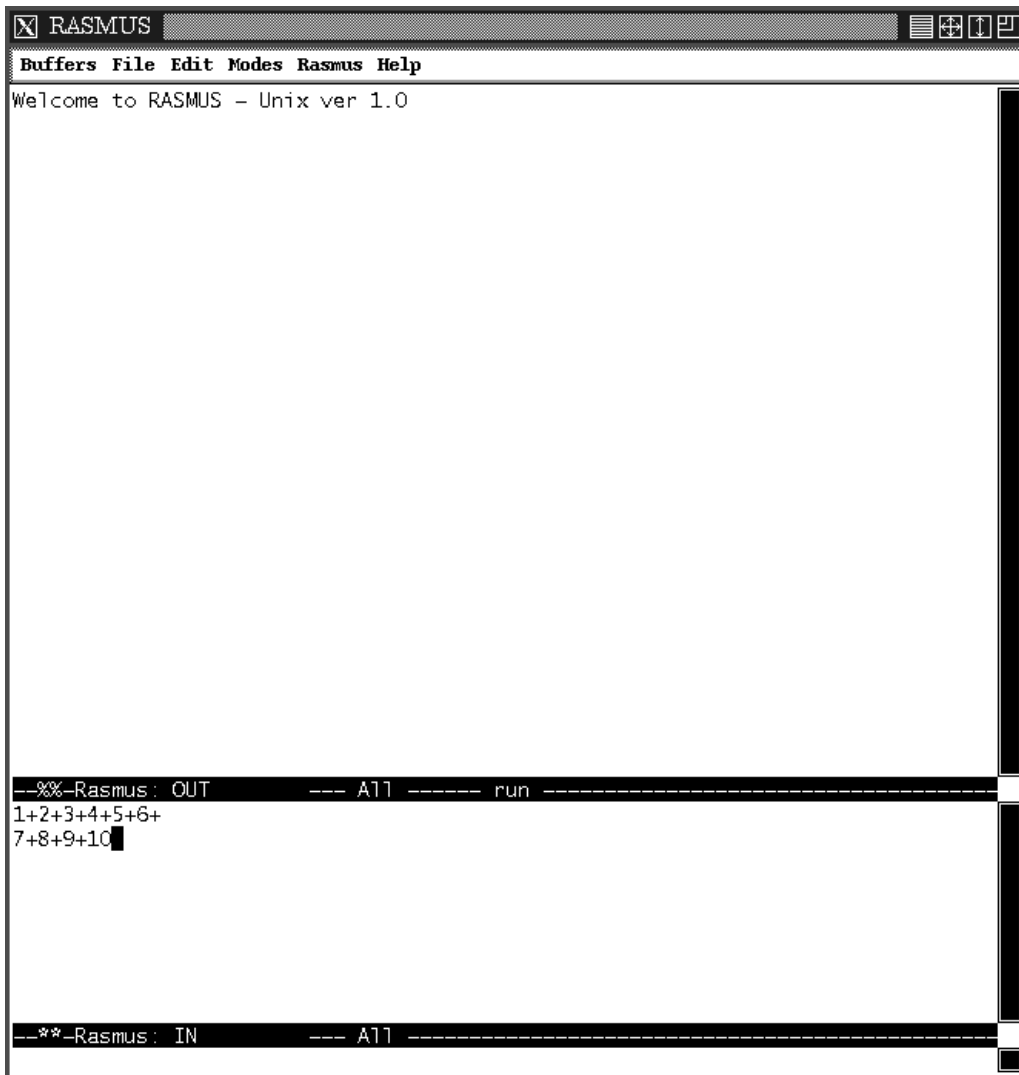 X RASMUS
Buffers File Edit Modes Rasmus Help
Welcome to RASMUS - Unix ver 1.0
--%%-Rasmus: OUT --- All ------ run -------------------------------------
1+2+3+4+5+6+
7+8+9+10
--**-Rasmus: IN --- All ------------------------------------------------